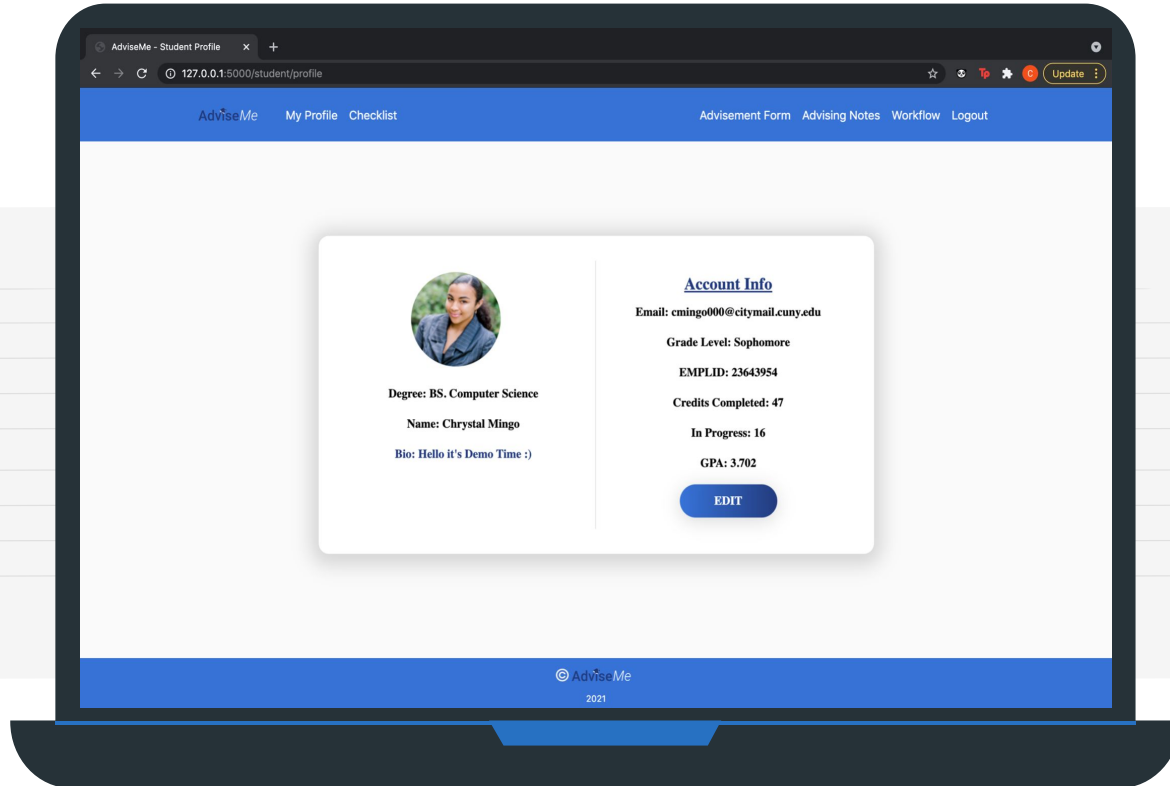 AdviseMe - Student Profile
127.0.0.1:5000/student/profile
Tp
C
Update
AdviseMe My Profile Checklist Advisement Form Advising Notes Workflow Logout
Degree: BS. Computer Science
Name: Chrystal Mingo
Bio: Hello it's Demo Time :)
Account Info
Email: cmingo000@citymail.cuny.edu
Grade Level: Sophomore
EMPLID: 23643954
Credits Completed: 47
In Progress: 16
GPA: 3.702
EDIT
© AdviseMe
2021